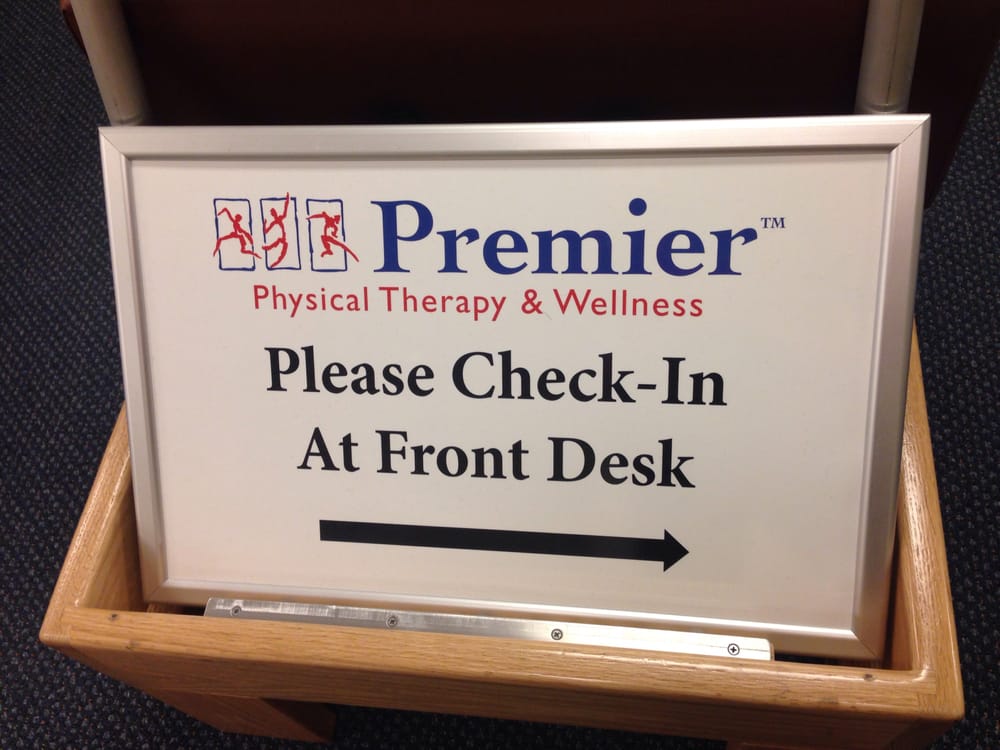 Premier™
Physical Therapy & Wellness
Please Check-In
At Front Desk